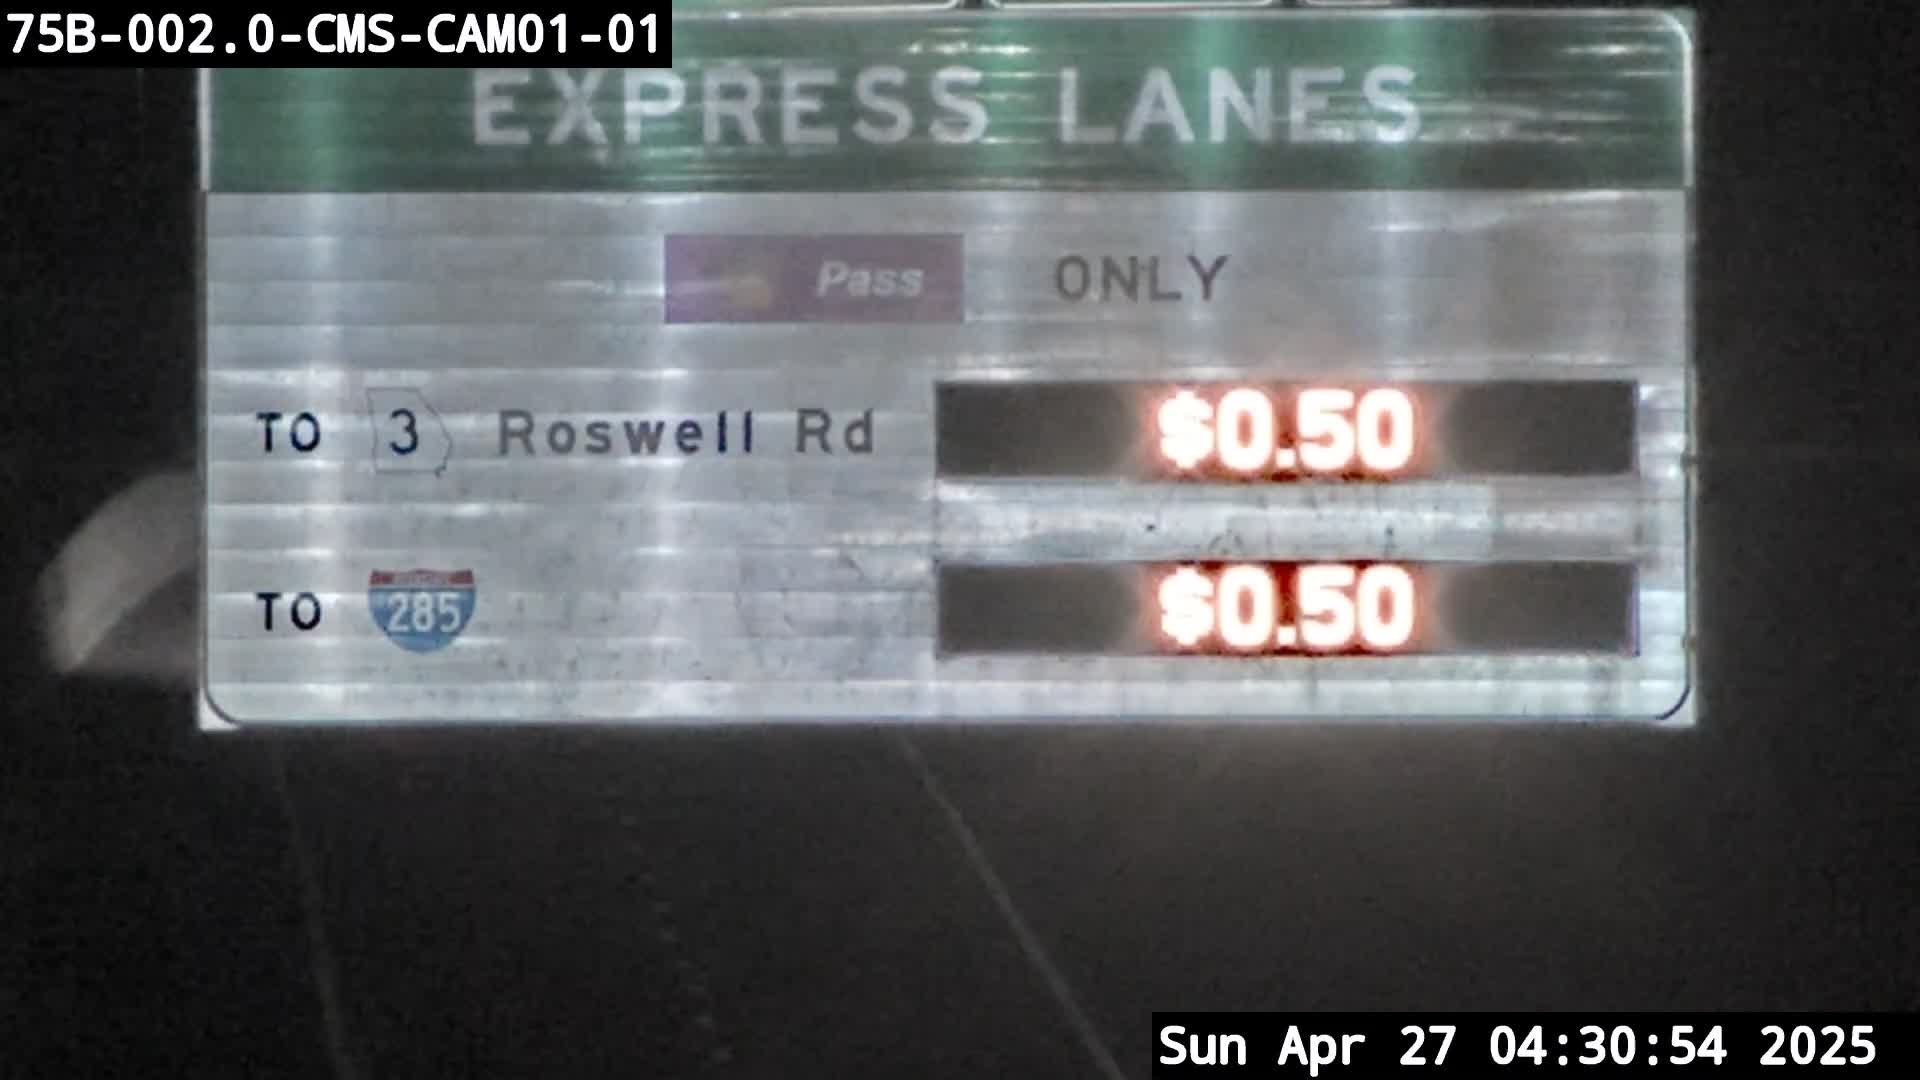 75B-002.0-CMS-CAM01-01
EXPRESS LANES
Pass ONLY
TO 3 Roswell Rd $0.50
TO 285 $0.50
Sun Apr 27 04:30:54 2025